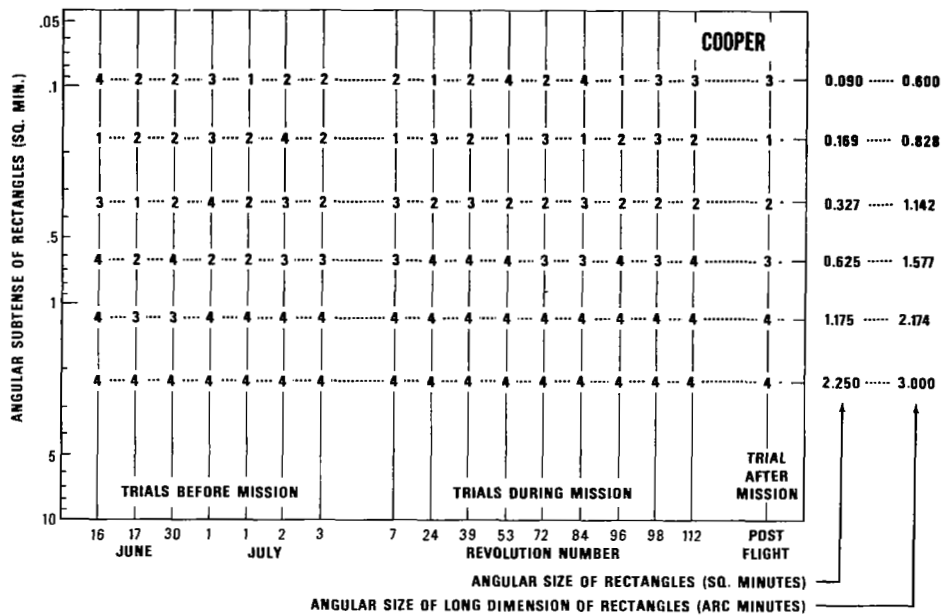 COOPER
ANGULAR SUBTENSE OF RECTANGLES (SQ. MIN.)
.05
.1
.5
1
5
10
4 2 2 3 1 2 2 2 1 2 4 2 4 1 3 3 3 0.090 0.600
1 2 2 3 2 4 2 1 3 2 1 3 1 2 3 2 1 0.169 0.828
3 1 2 4 2 3 2 3 2 3 2 2 3 2 2 2 2 0.327 1.142
4 2 4 2 2 3 3 3 4 4 4 3 3 4 3 4 3 0.625 1.577
4 3 3 4 4 4 4 4 4 4 4 4 4 4 4 4 4 1.175 2.174
4 4 4 4 4 4 4 4 4 4 4 4 4 4 4 4 4 2.250 3.000
TRIALS BEFORE MISSION
TRIALS DURING MISSION
TRIAL
AFTER
MISSION
16 17 30 1 1 2 3 7 24 39 53 72 84 96 98 112 POST
JUNE JULY REVOLUTION NUMBER FLIGHT
ANGULAR SIZE OF RECTANGLES (SQ. MINUTES)
ANGULAR SIZE OF LONG DIMENSION OF RECTANGLES (ARC MINUTES)